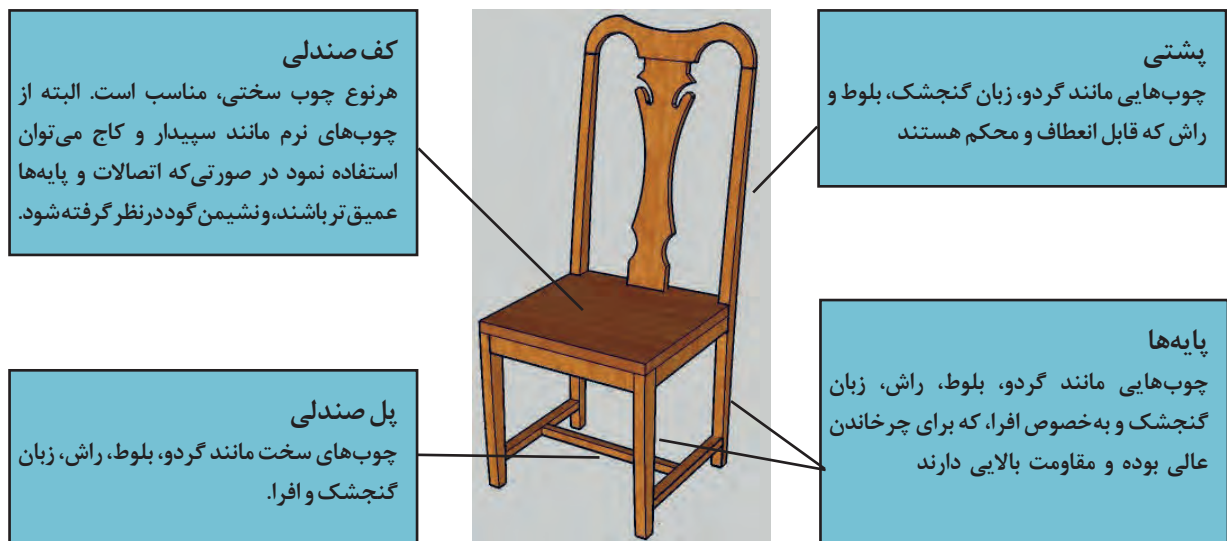 پشتی
چوب‌هایی مانند گردو، زبان گنجشک، بلوط و
راش که قابل انعطاف و محکم هستند
کف صندلی
هرنوع چوب سختی، مناسب است. البته از
چوب‌های نرم مانند سپیدار و کاج می‌توان
استفاده نمود در صورتی‌که اتصالات و پایه‌ها
عمیق‌تر باشند، و نشیمن گود درنظر گرفته شود.
پایه‌ها
چوب‌هایی مانند گردو، بلوط، راش، زبان
گنجشک و به‌خصوص افرا، که برای چرخاندن
عالی بوده و مقاومت بالایی دارند
پل صندلی
چوب‌های سخت مانند گردو، بلوط، راش، زبان
گنجشک و افرا.